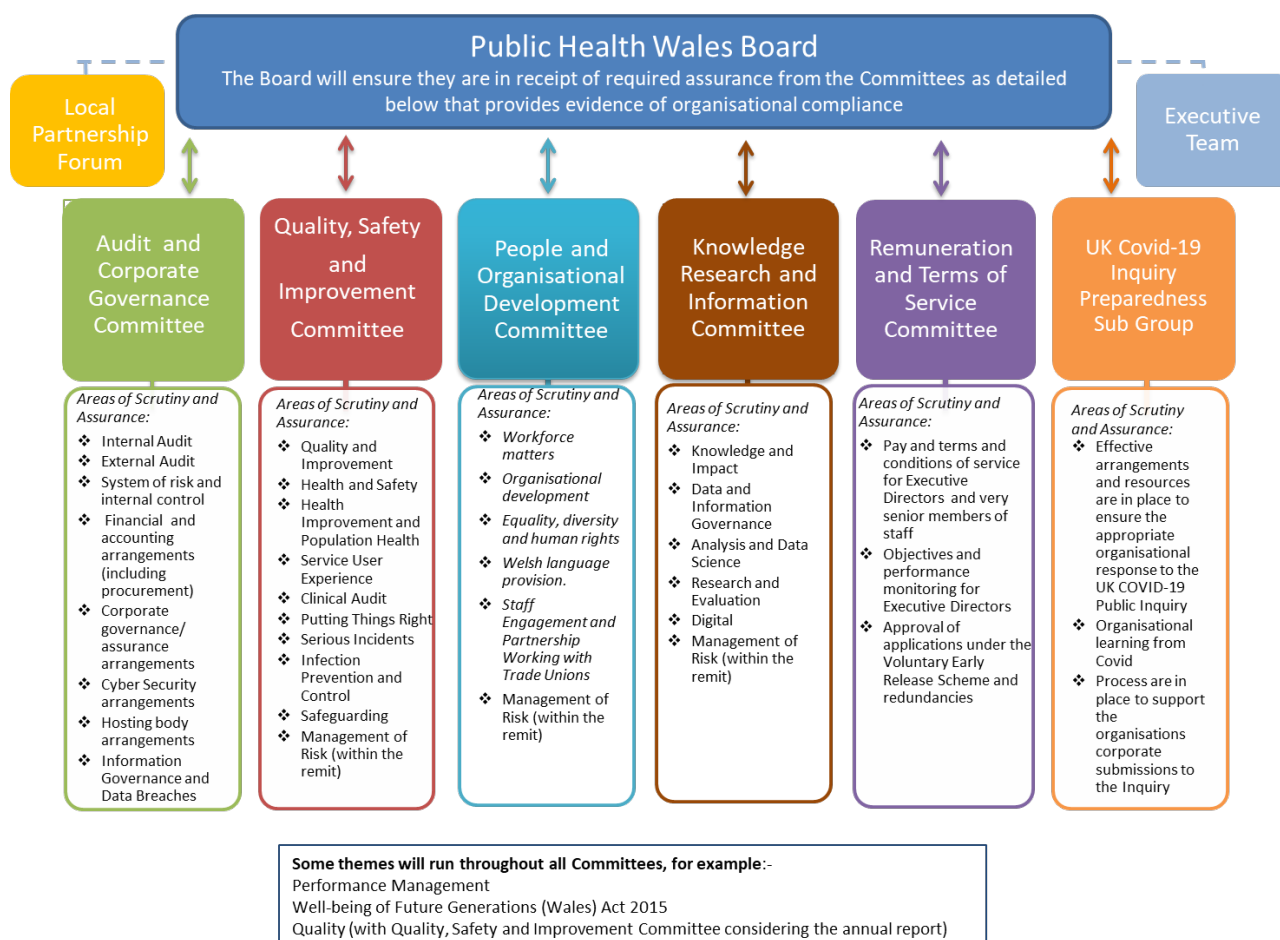 Public Health Wales Board
The Board will ensure they are in receipt of required assurance from the Committees as detailed
below that provides evidence of organisational compliance
Local
Partnership
Forum
Executive
Team
Audit and
Corporate
Governance
Committee
Areas of Scrutiny and
Assurance:
❖ Internal Audit
❖ External Audit
❖ System of risk and
internal control
❖ Financial and
accounting
arrangements
(including
procurement)
❖ Corporate
governance/
assurance
arrangements
❖ Cyber Security
arrangements
❖ Hosting body
arrangements
❖ Information
Governance and
Data Breaches
Quality, Safety
and
Improvement
Committee
Areas of Scrutiny and
Assurance:
❖ Quality and
Improvement
❖ Health and Safety
❖ Health
Improvement and
Population Health
❖ Service User
Experience
❖ Clinical Audit
❖ Putting Things Right
❖ Serious Incidents
❖ Infection
Prevention and
Control
❖ Safeguarding
❖ Management of
Risk (within the
remit)
People and
Organisational
Development
Committee
Areas of Scrutiny and
Assurance:
❖ Workforce
matters
❖ Organisational
development
❖ Equality, diversity
and human rights
❖ Welsh language
provision.
❖ Staff
Engagement and
Partnership
Working with
Trade Unions
❖ Management of
Risk (within the
remit)
Knowledge
Research and
Information
Committee
Areas of Scrutiny and
Assurance:
❖ Knowledge and
Impact
❖ Data and
Information
Governance
❖ Analysis and Data
Science
❖ Research and
Evaluation
❖ Digital
❖ Management of
Risk (within the
remit)
Remuneration
and Terms of
Service
Committee
Areas of Scrutiny and
Assurance:
❖ Pay and terms and
conditions of service
for Executive
Directors and very
senior members of
staff
❖ Objectives and
performance
monitoring for
Executive Directors
❖ Approval of
applications under the
Voluntary Early
Release Scheme and
redundancies
UK Covid-19
Inquiry
Preparedness
Sub Group
Areas of Scrutiny
and Assurance:
❖ Effective
arrangements
and resources
are in place to
ensure the
appropriate
organisational
response to the
UK COVID-19
Public Inquiry
❖ Organisational
learning from
Covid
❖ Process are in
place to support
the
organisations
corporate
submissions to
the Inquiry
Some themes will run throughout all Committees, for example:-
Performance Management
Well-being of Future Generations (Wales) Act 2015
Quality (with Quality, Safety and Improvement Committee considering the annual report)